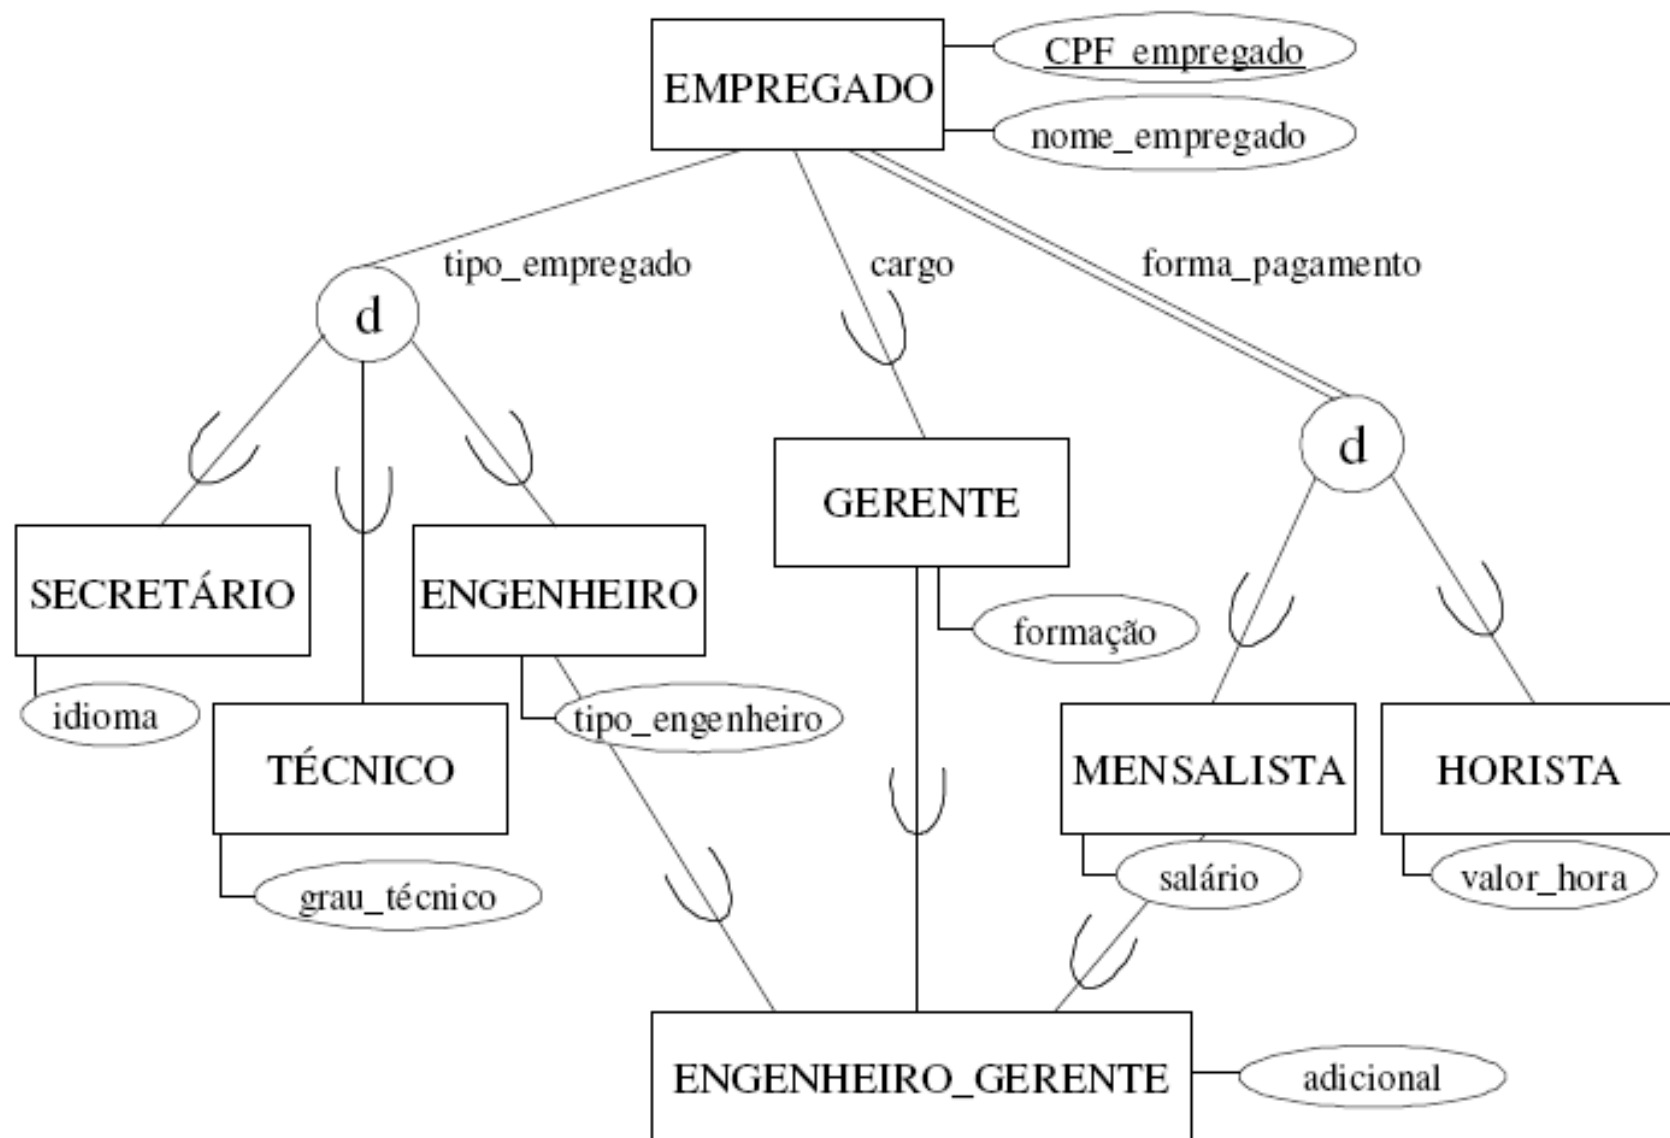 CPF_empregado
EMPREGADO
nome_empregado
tipo_empregado
cargo
forma_pagamento
d
d
GERENTE
SECRETÁRIO
ENGENHEIRO
formação
idioma
tipo_engenheiro
TÉCNICO
MENSALISTA
HORISTA
grau_técnico
salário
valor_hora
ENGENHEIRO_GERENTE
adicional